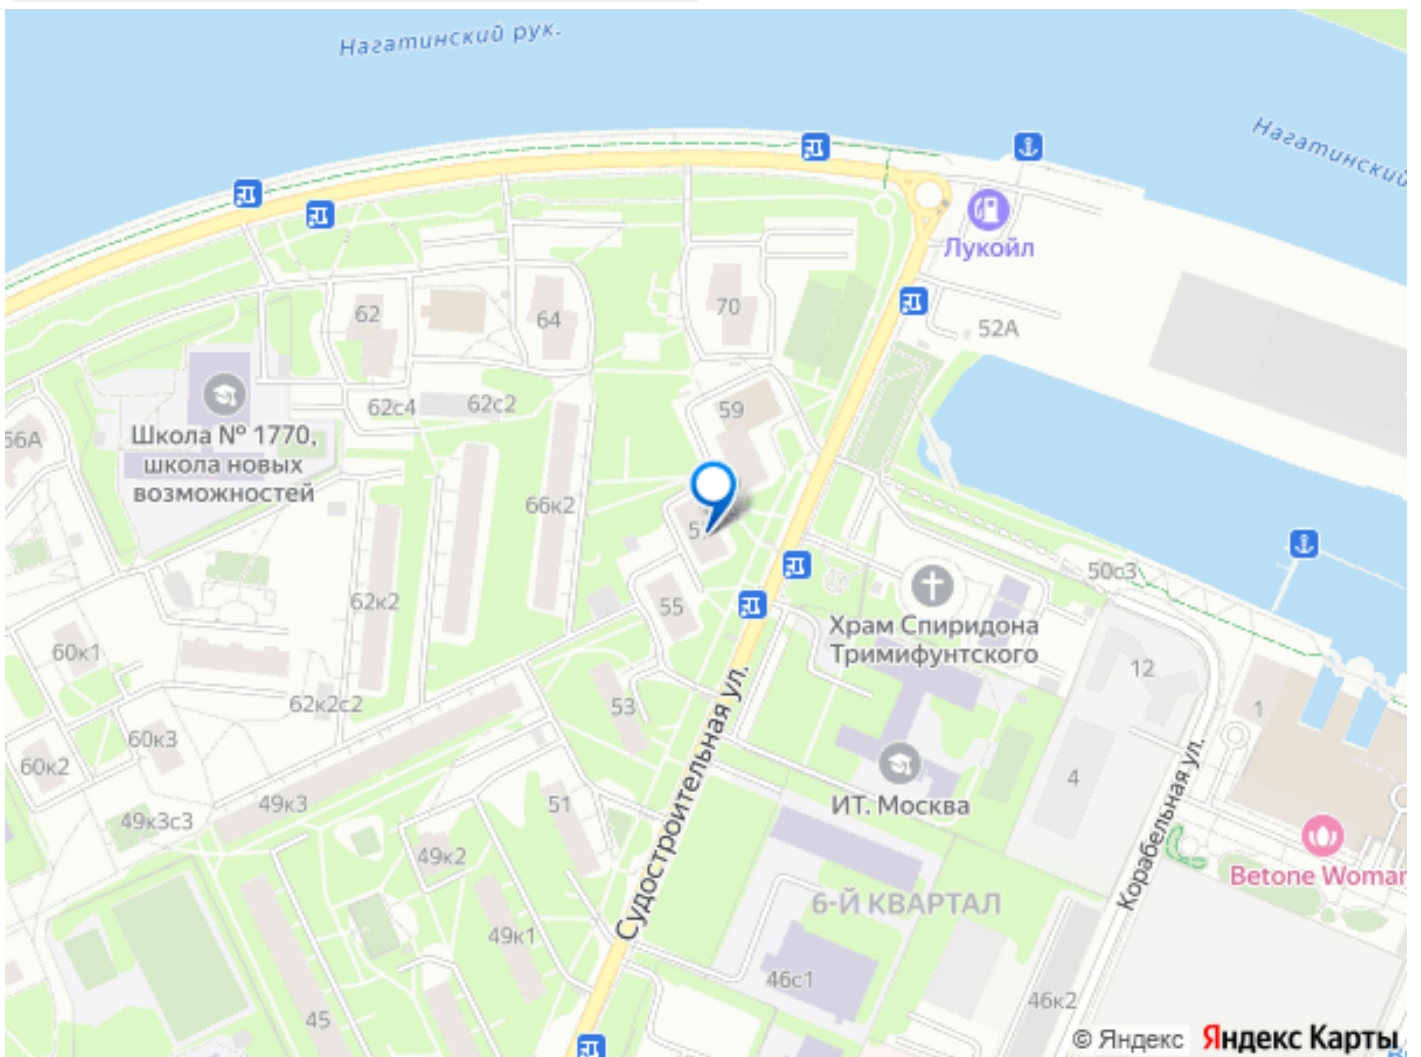 Нагатинский рук.
Нагатинский
Лукойл
52А
62
64
70
59
62с4
62с2
Школа № 1770,
школа новых
возможностей
66к2
55
62к2
50с3
Храм Спиридона
Тримифунтского
60к1
12
62к2с2
53
1
60к3
60к2
Судостроительная ул.
Корабельная ул.
4
49к3
51
49к3с3
ИТ. Москва
49к2
Betone Woman
6-Й КВАРТАЛ
49к1
46с1
46к2
45
© Яндекс Яндекс Карты